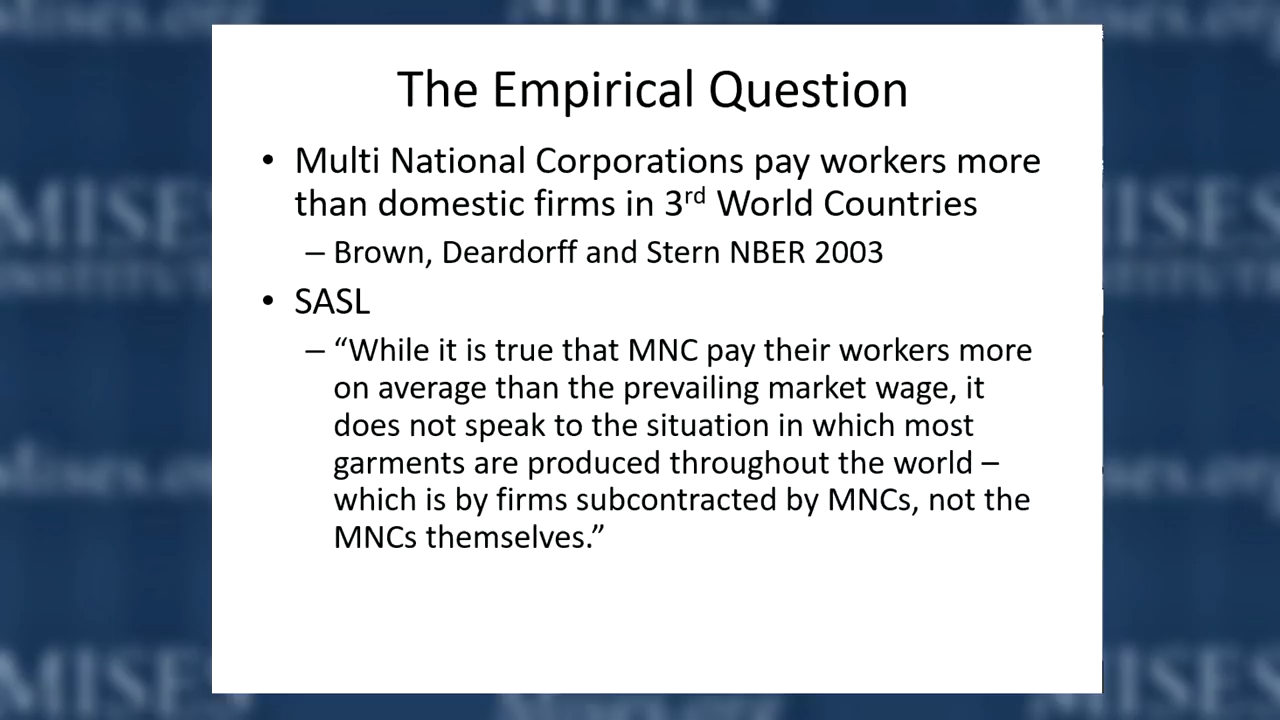 The Empirical Question
• Multi National Corporations pay workers more
than domestic firms in 3rd World Countries
– Brown, Deardorff and Stern NBER 2003
• SASL
– “While it is true that MNC pay their workers more
on average than the prevailing market wage, it
does not speak to the situation in which most
garments are produced throughout the world –
which is by firms subcontracted by MNCs, not the
MNCs themselves.”